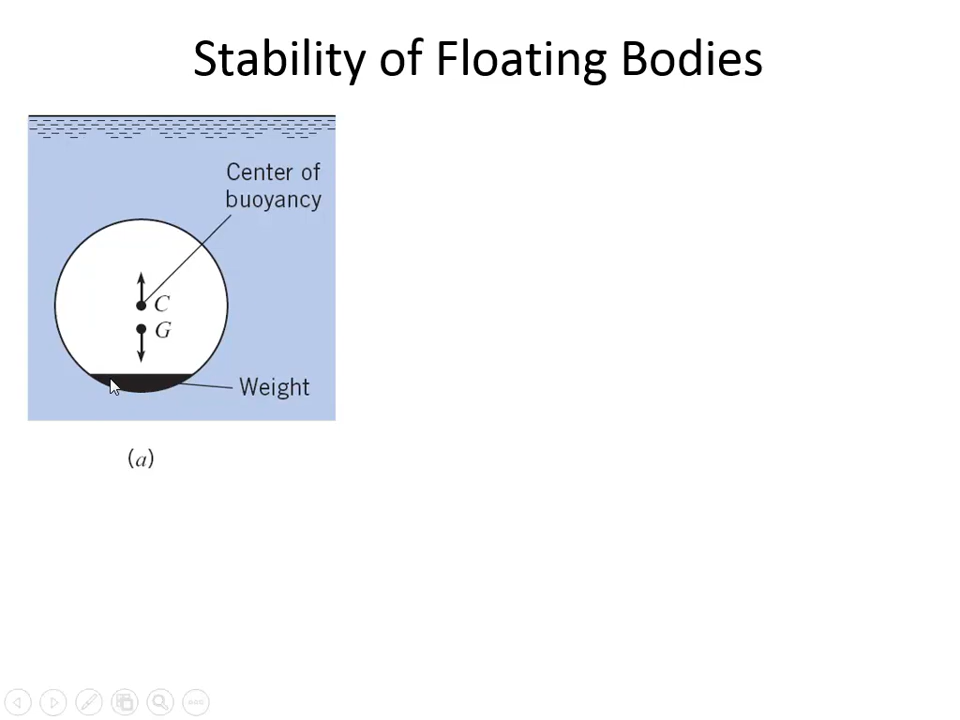 Stability of Floating Bodies
Center of
buoyancy
C
G
Weight
(a)